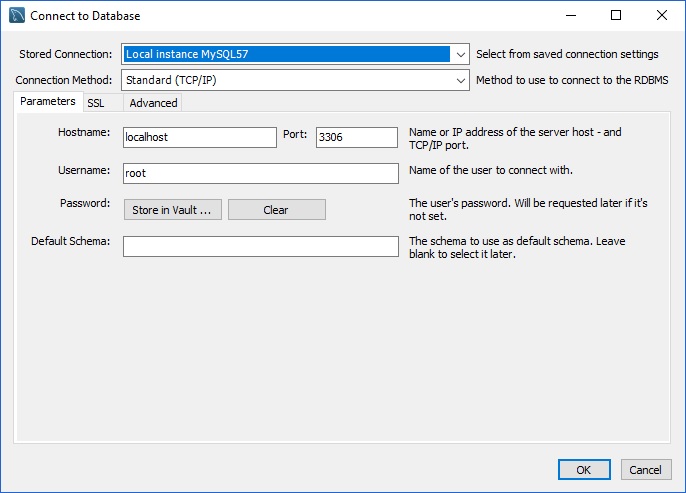 Connect to Database
Stored Connection: Local instance MySQL57 Select from saved connection settings
Connection Method: Standard (TCP/IP) Method to use to connect to the RDBMS
Parameters SSL Advanced
Hostname: localhost Port: 3306 Name or IP address of the server host - and
TCP/IP port.
Username: root Name of the user to connect with.
Password: Store in Vault ... Clear The user's password. Will be requested later if it's
not set.
Default Schema: The schema to use as default schema. Leave
blank to select it later.
OK Cancel